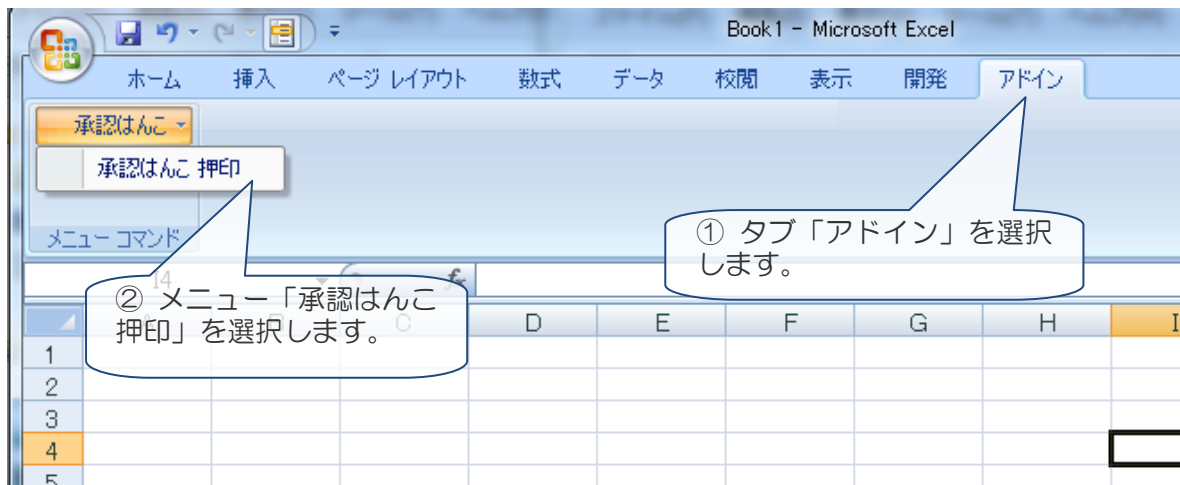 Book1 - Microsoft Excel
ホーム 挿入 ページ レイアウト 数式 データ 校閲 表示 開発 アドイン
承認はんこ
承認はんこ 押印
メニュー コマンド
① タブ「アドイン」を選択
します。
I4
② メニュー「承認はんこ
押印」を選択します。
A B C D E F G H I
1
2
3
4
5